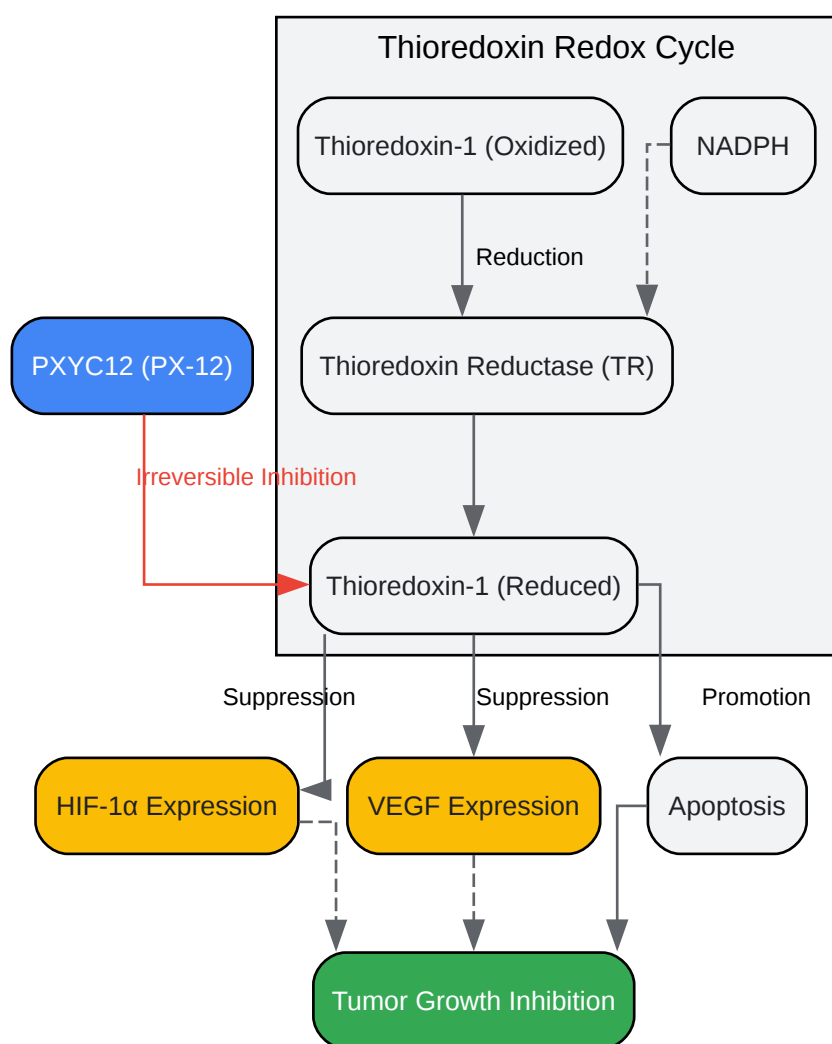 Thioredoxin Redox Cycle
Thioredoxin-1 (Oxidized)
NADPH
Reduction
PXYC12 (PX-12)
Thioredoxin Reductase (TR)
Irreversible Inhibition
Thioredoxin-1 (Reduced)
Suppression
Suppression
Promotion
HIF-1α Expression
VEGF Expression
Apoptosis
Tumor Growth Inhibition